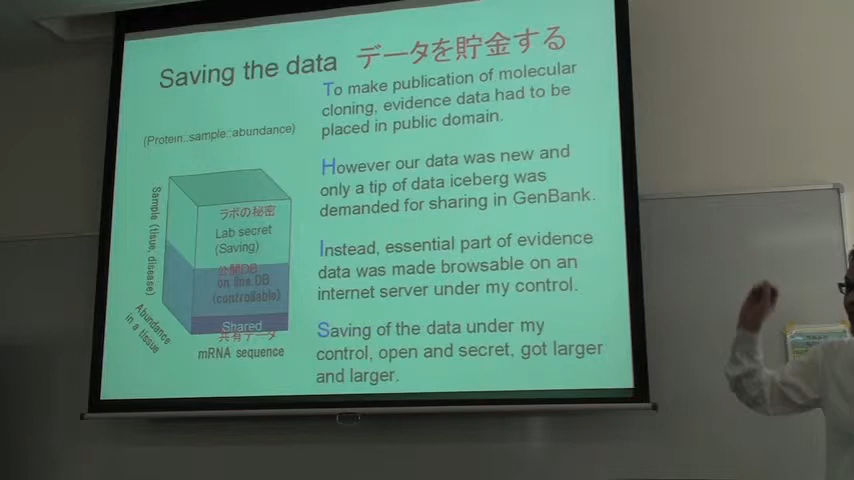 Saving the data データを貯金する
To make publication of molecular
cloning, evidence data had to be
placed in public domain.
(Protein::sample::abundance)
However our data was new and
only a tip of data iceberg was
demanded for sharing in GenBank.
Instead, essential part of evidence
data was made browsable on an
internet server under my control.
Saving of the data under my
control, open and secret, got larger
and larger.
Sample (tissue, disease)
ラボの秘密
Lab secret
(Saving)
公開DB
on line DB
(controllable)
Shared
共有データ
mRNA sequence
Abundance
in a tissue